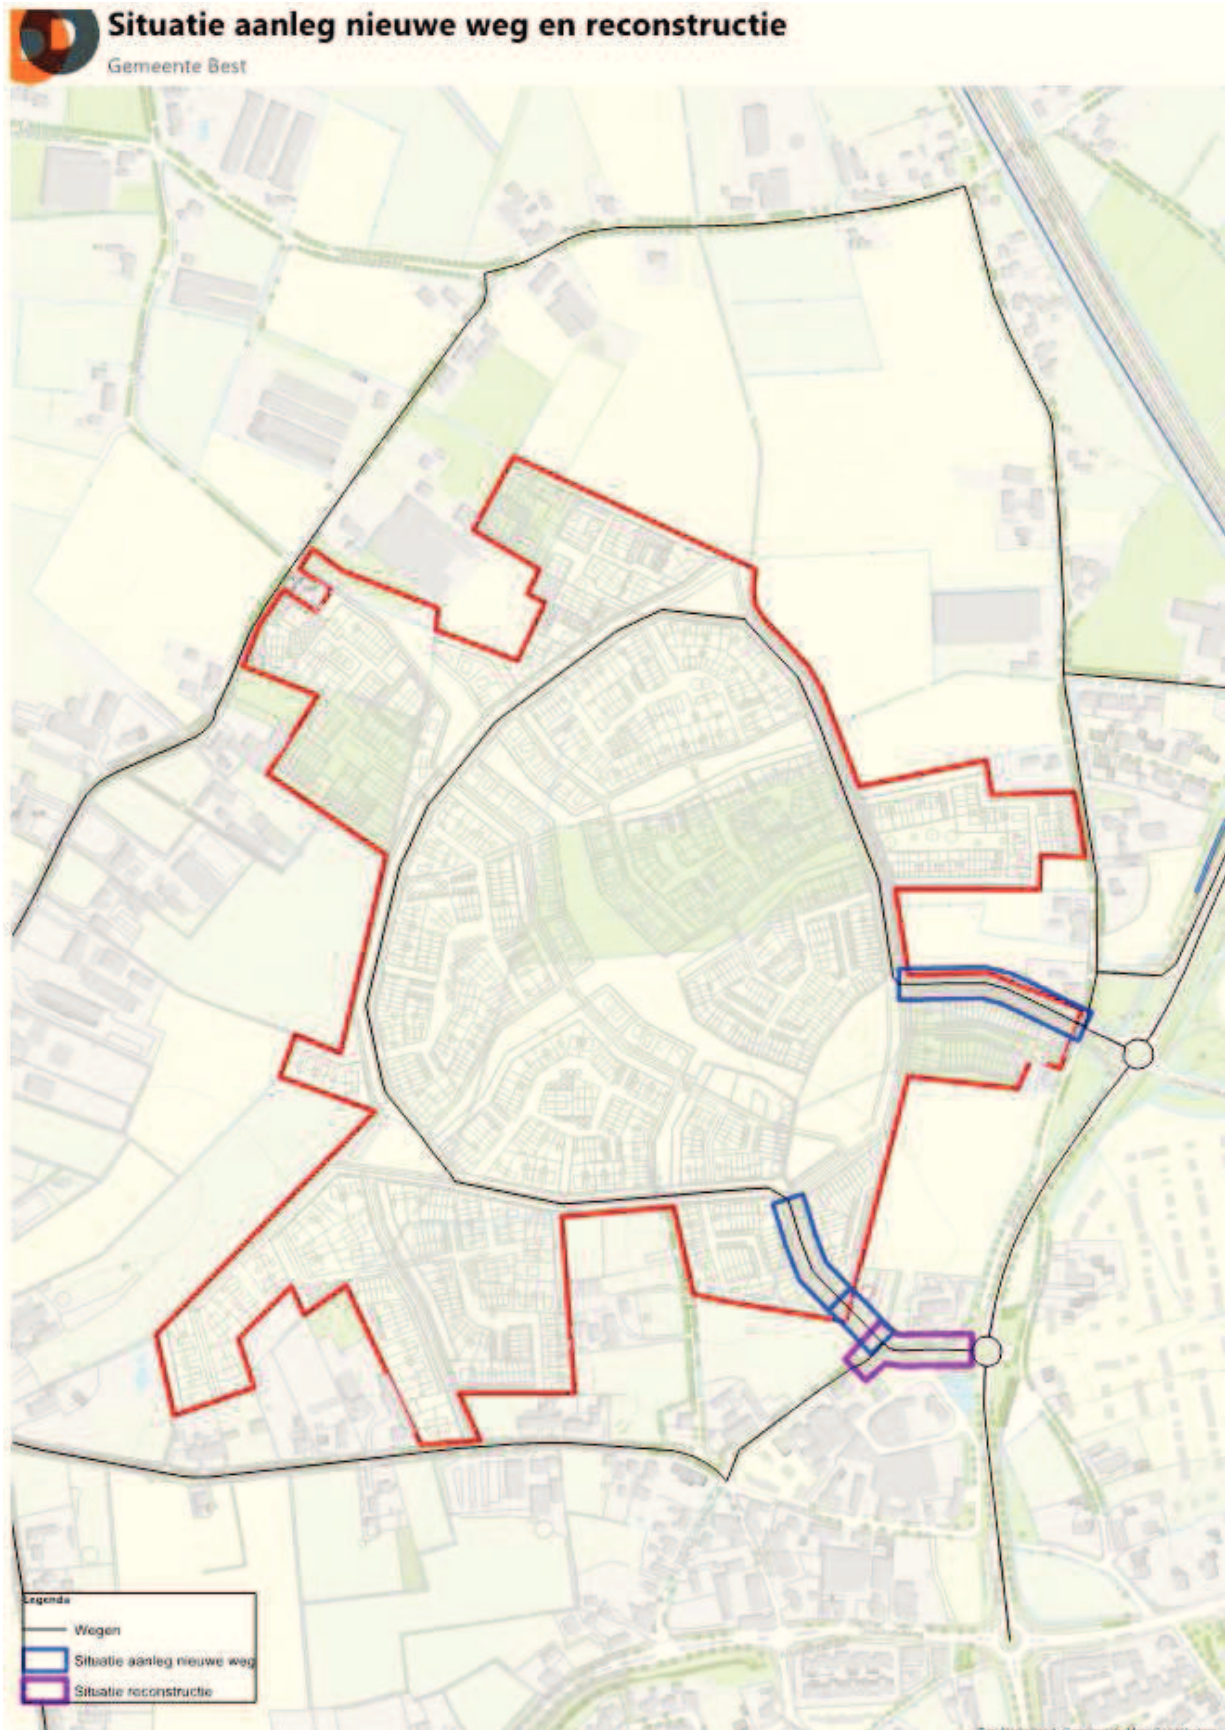 Situatie aanleg nieuwe weg en reconstructie
Gemeente Best
Legenda
Wegen
Situatie aanleg nieuwe weg
Situatie reconstructie